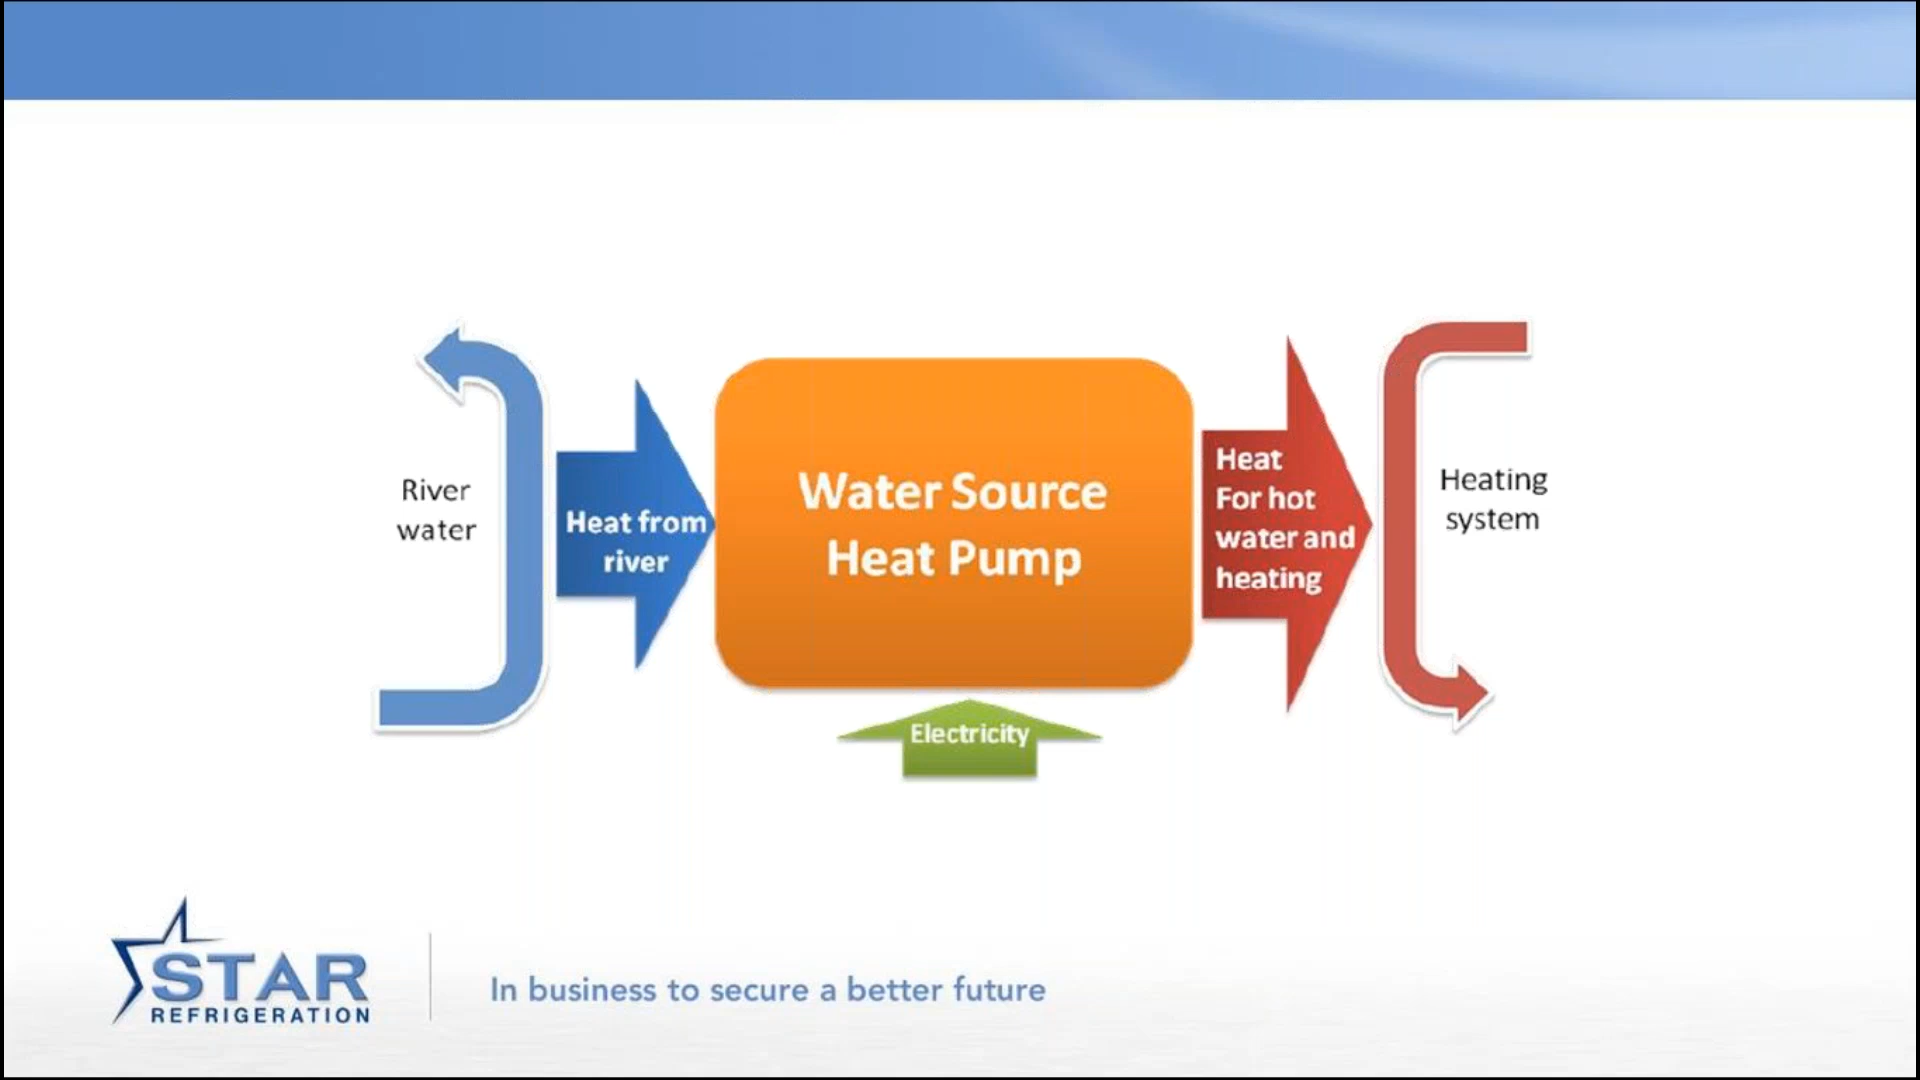 River
water
Heat from
river
Water Source
Heat Pump
Heat
For hot
water and
heating
Heating
system
Electricity
STAR
REFRIGERATION
In business to secure a better future